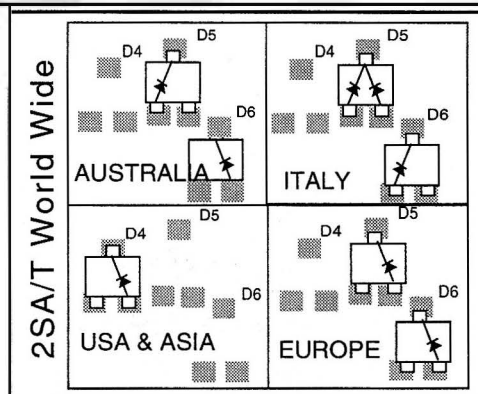 2SA/T World Wide
D4 D5
D6
AUSTRALIA
D4 D5
D6
ITALY
D4 D5
D6
USA & ASIA
D4 D5
D6
EUROPE